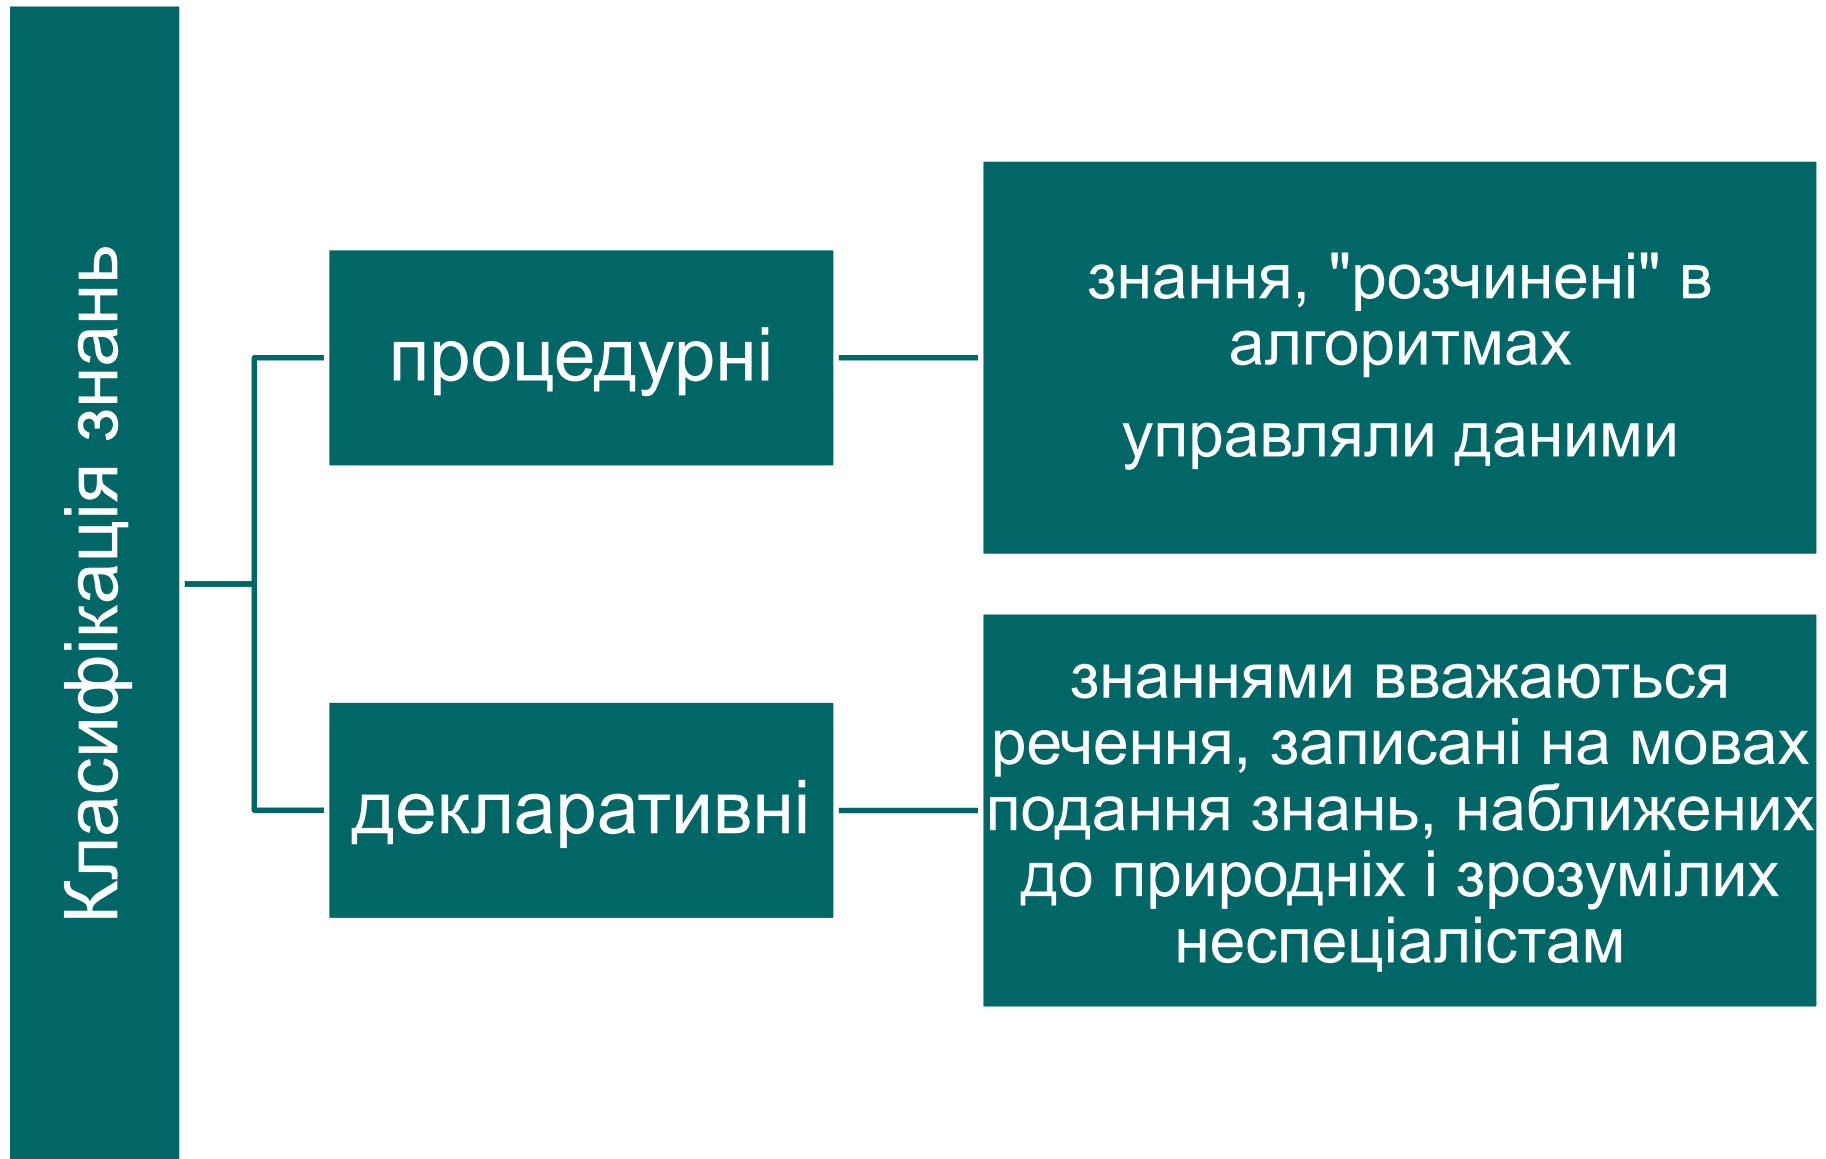 Класифікація знань
процедурні
знання, "розчинені" в
алгоритмах
управляли даними
декларативні
знаннями вважаються
речення, записані на мовах
подання знань, наближених
до природніх і зрозумілих
неспеціалістам